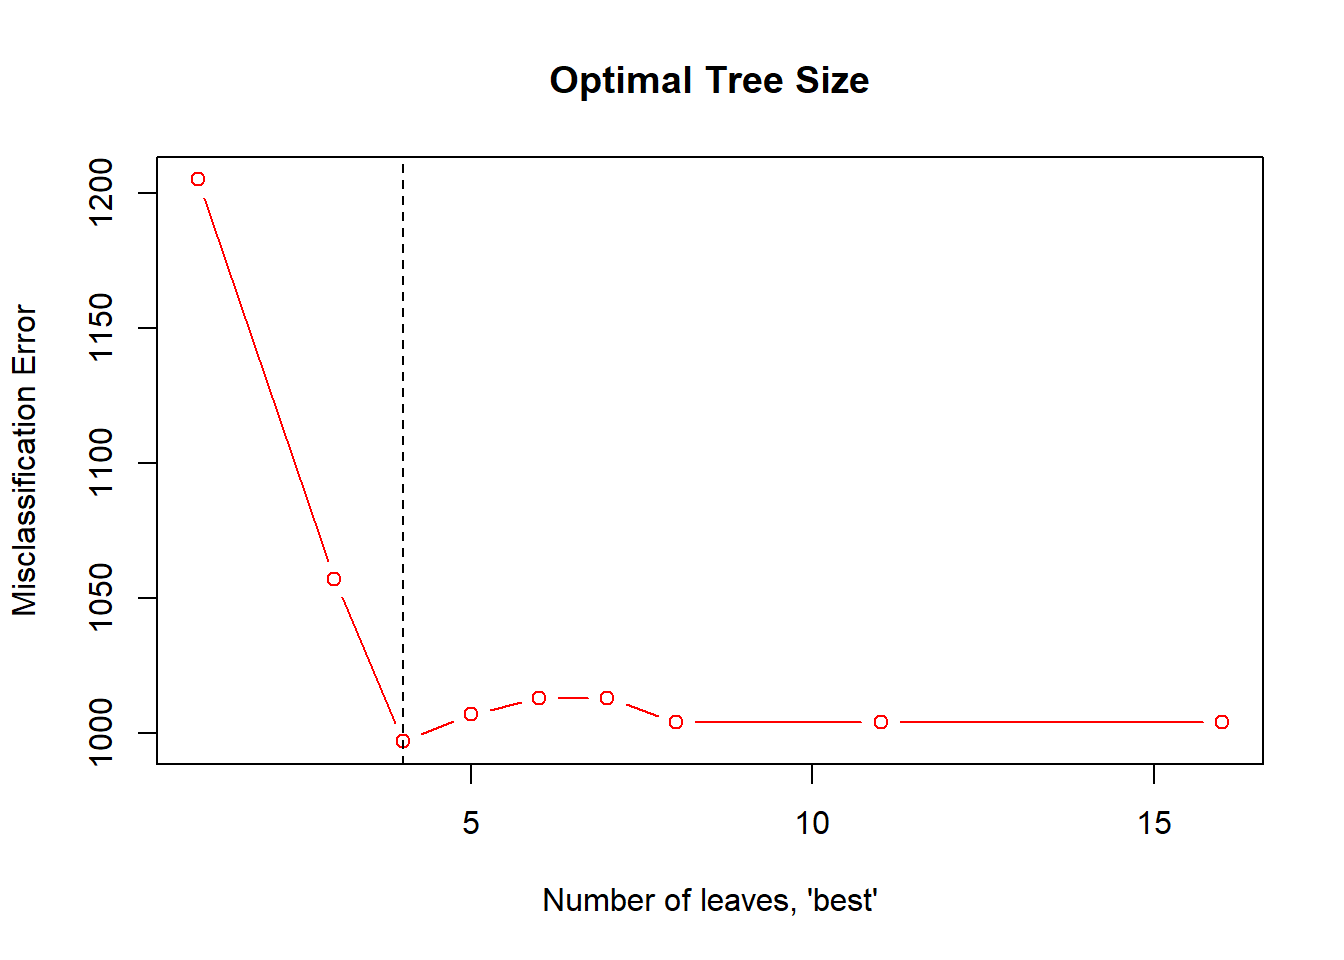 Optimal Tree Size
Misclassification Error
1200
1150
1100
1050
1000
5
10
15
Number of leaves, 'best'